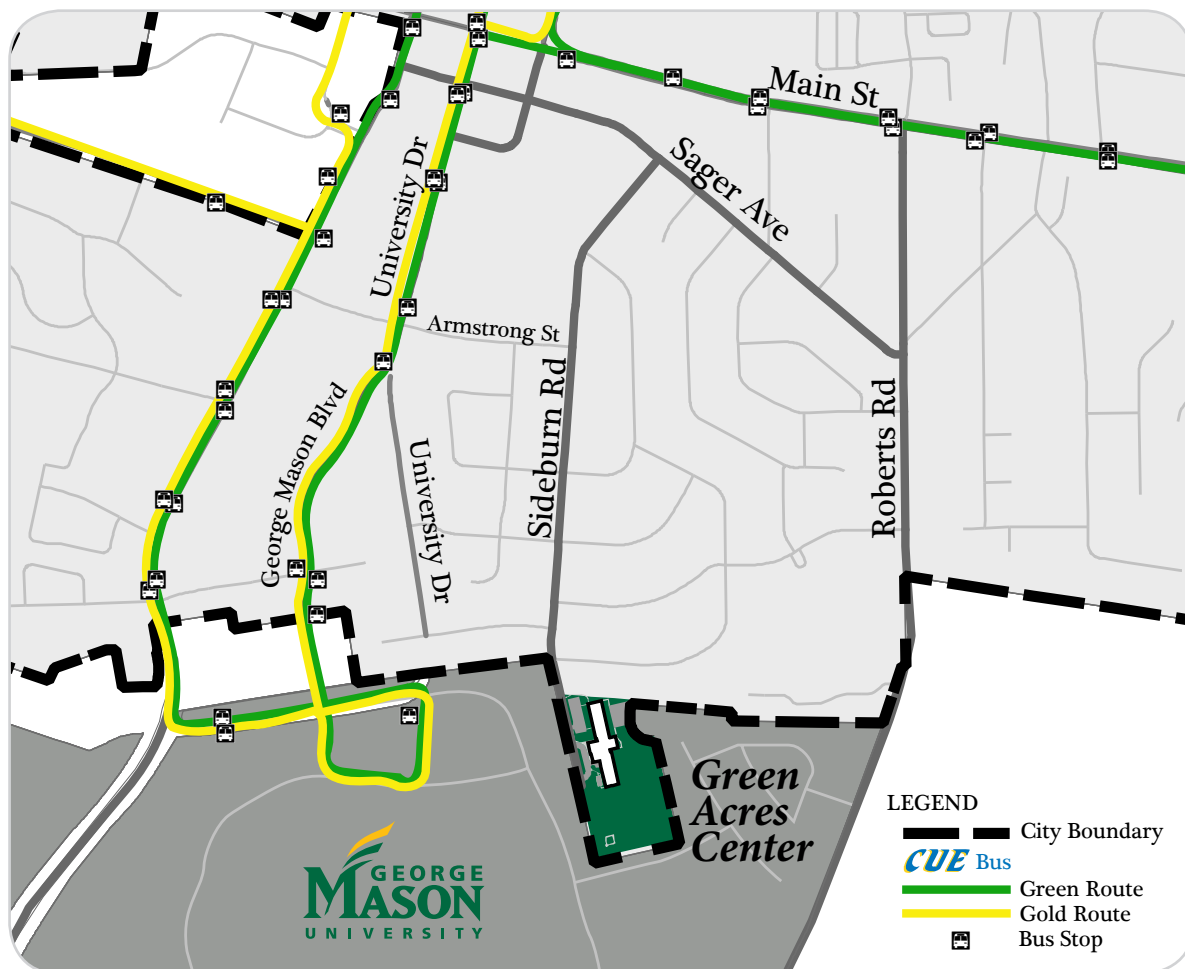 Main St
Sager Ave
University Dr
Armstrong St
George Mason Blvd
University Dr
Sideburn Rd
Roberts Rd
Green
Acres
Center
GEORGE
MASON
UNIVERSITY
LEGEND
City Boundary
CUE Bus
Green Route
Gold Route
Bus Stop